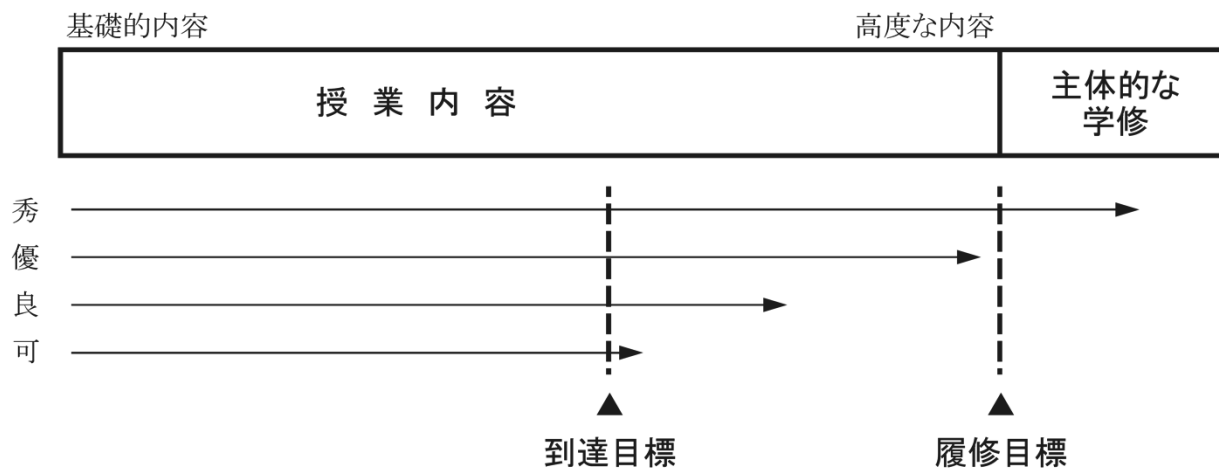 基礎的内容
高度な内容
授業内容
主体的な
学修
秀
優
良
可
到達目標
履修目標